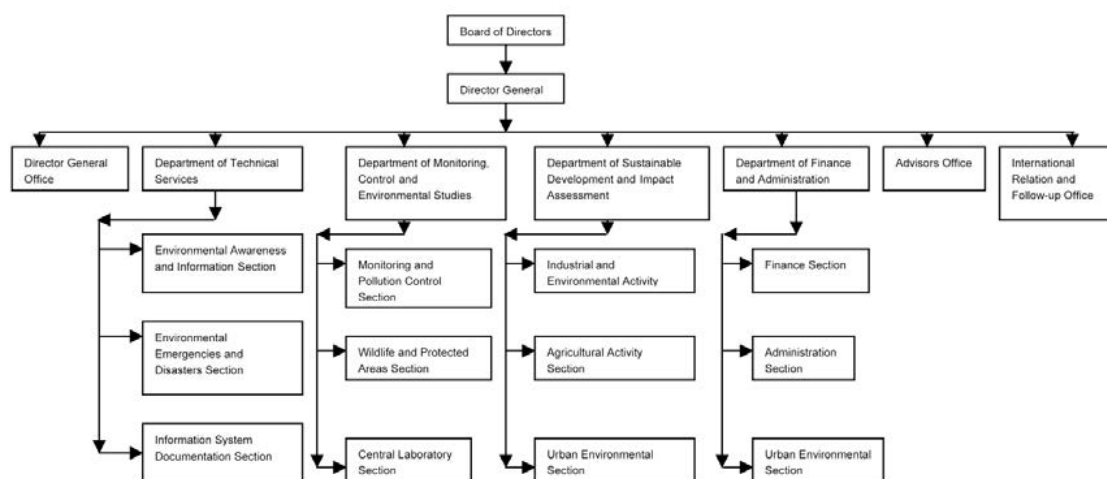 Board of Directors
Director General
Director General
Office
Department of Technical
Services
Department of Monitoring,
Control and
Environmental Studies
Department of Sustainable
Development and Impact
Assessment
Department of Finance
and Administration
Advisors Office
International
Relation and
Follow-up Office
Environmental Awareness
and Information Section
Environmental
Emergencies and
Disasters Section
Information System
Documentation Section
Monitoring and
Pollution Control
Section
Wildlife and Protected
Areas Section
Central Laboratory
Section
Industrial and
Environmental Activity
Agricultural Activity
Section
Urban Environmental
Section
Finance Section
Administration
Section
Urban Environmental
Section